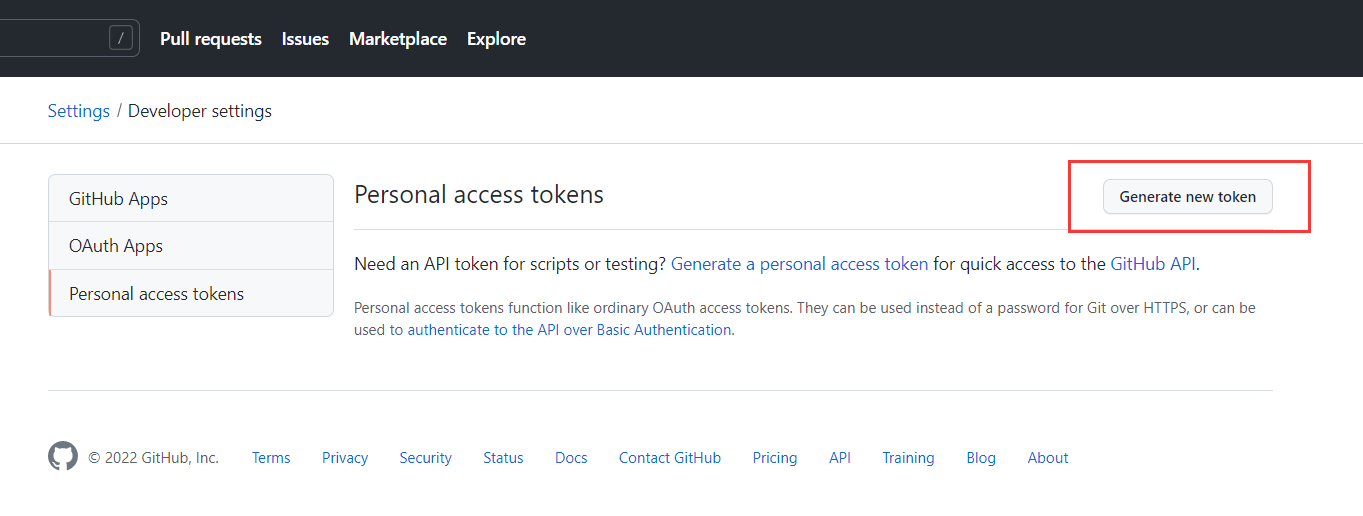 / Pull requests Issues Marketplace Explore
Settings / Developer settings
GitHub Apps
OAuth Apps
Personal access tokens
Personal access tokens
Generate new token
Need an API token for scripts or testing? Generate a personal access token for quick access to the GitHub API.
Personal access tokens function like ordinary OAuth access tokens. They can be used instead of a password for Git over HTTPS, or can be
used to authenticate to the API over Basic Authentication.
© 2022 GitHub, Inc. Terms Privacy Security Status Docs Contact GitHub Pricing API Training Blog About